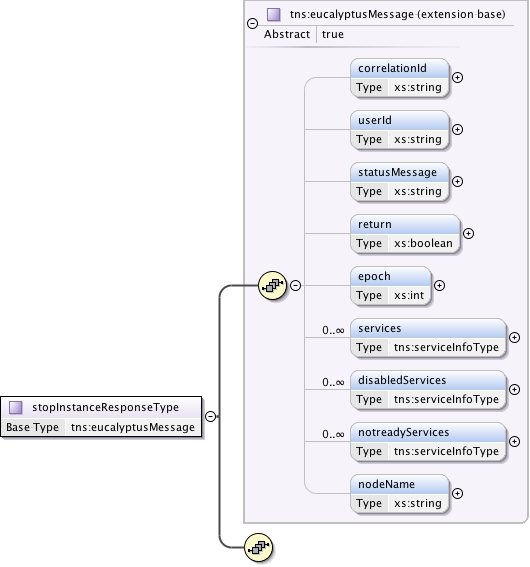 tns:eucalyptusMessage (extension base)
Abstract true
correlationId
Type xs:string
userId
Type xs:string
statusMessage
Type xs:string
return
Type xs:boolean
epoch
Type xs:int
0..∞ services
Type tns:serviceInfoType
0..∞ disabledServices
Type tns:serviceInfoType
0..∞ notreadyServices
Type tns:serviceInfoType
nodeName
Type xs:string
stopInstanceResponseType
Base Type tns:eucalyptusMessage